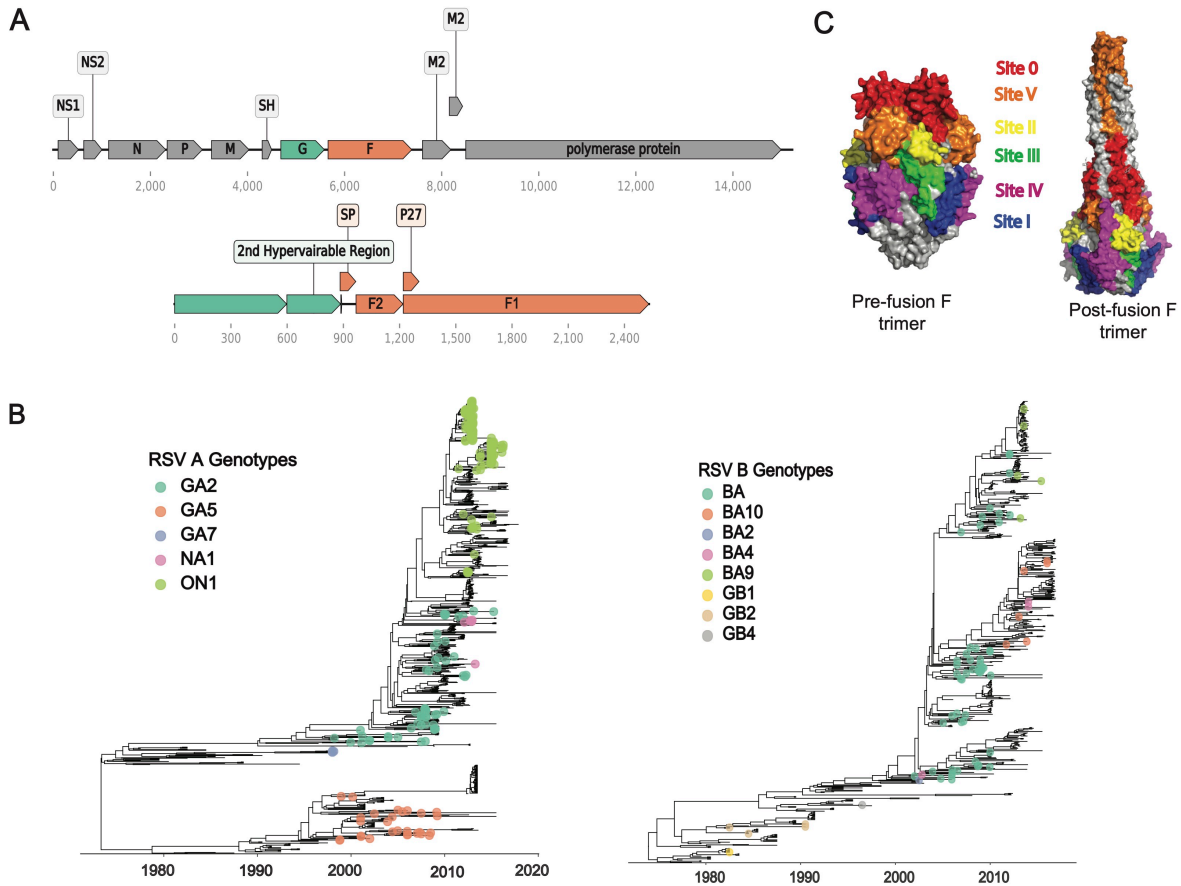 A
M2
NS2
M2
NS1
SH
N
P
M
G
F
polymerase protein
0
2,000
4,000
6,000
8,000
10,000
12,000
14,000
SP
P27
2nd Hypervairable Region
F2
F1
0
300
600
900
1,200
1,500
1,800
2,100
2,400
C
Site 0
Site V
Site II
Site III
Site IV
Site I
Pre-fusion F
trimer
Post-fusion F
trimer
B
RSV A Genotypes
GA2
GA5
GA7
NA1
ON1
1980
1990
2000
2010
2020
RSV B Genotypes
BA
BA10
BA2
BA4
BA9
GB1
GB2
GB4
1980
1990
2000
2010